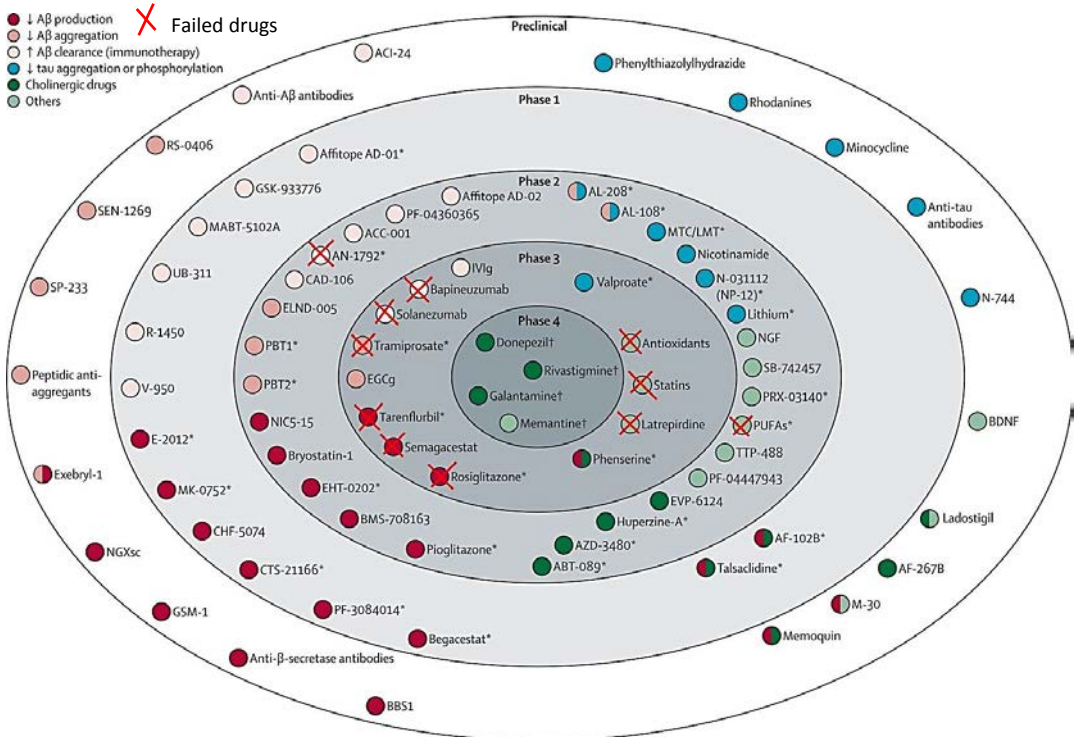 ↓ Aβ production
↓ Aβ aggregation
↑ Aβ clearance (immunotherapy)
↓ tau aggregation or phosphorylation
Cholinergic drugs
Others
Failed drugs
Preclinical
ACI-24
Phenylthiazolylhydrazide
Anti-Aβ antibodies
Rhodanines
RS-0406
Minocycline
SEN-1269
Anti-tau
antibodies
SP-233
N-744
Peptidic anti-
aggregants
BDNF
Exebryl-1
Ladostigil
NGXsc
AF-267B
GSM-1
M-30
Memoquin
Anti-β-secretase antibodies
BBS1
Phase 1
Affitope AD-01*
GSK-933776
MABT-5102A
UB-311
R-1450
V-950
E-2012*
MK-0752*
CHF-5074
CTS-21166*
PF-3084014*
Begacestat*
AF-102B*
Talsaclidine*
Phase 2
Affitope AD-02
AL-208*
PF-04360365
AL-108*
ACC-001
MTC/LMT*
AN-1792*
Nicotinamide
CAD-106
N-031112
(NP-12)*
ELND-005
Lithium*
PBT1*
NGF
PBT2*
SB-742457
NIC5-15
PRX-03140*
PUFAs*
Bryostatin-1
TTP-488
EHT-0202*
PF-04447943
BMS-708163
EVP-6124
Pioglitazone*
Huperzine-A*
AZD-3480*
ABT-089*
Phase 3
IVIg
Bapineuzumab
Valproate*
Solanezumab
Tramiprosate*
Antioxidants
EGCg
Statins
Tarenflurbil*
Latrepirdine
Semagacestat
Phenserine*
Rosiglitazone*
Phase 4
Donepezil†
Rivastigmine†
Galantamine†
Memantine†